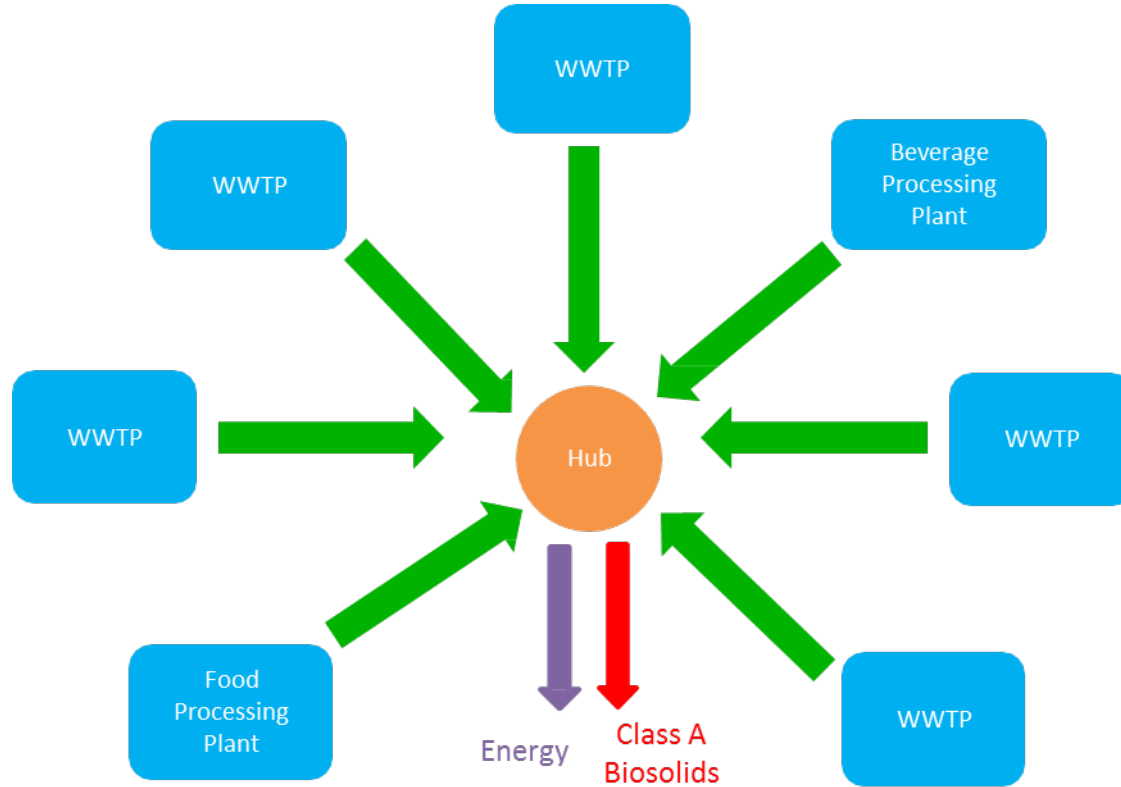 WWTP
WWTP
Beverage
Processing
Plant
WWTP
WWTP
Hub
Food
Processing
Plant
WWTP
Energy
Class A
Biosolids